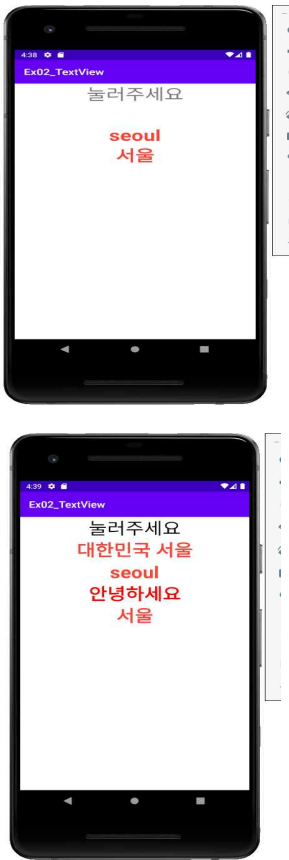 4:38
Ex02_TextView
눌러주세요
seoul
서울
4:39
Ex02_TextView
눌러주세요
대한민국 서울
seoul
안녕하세요
서울